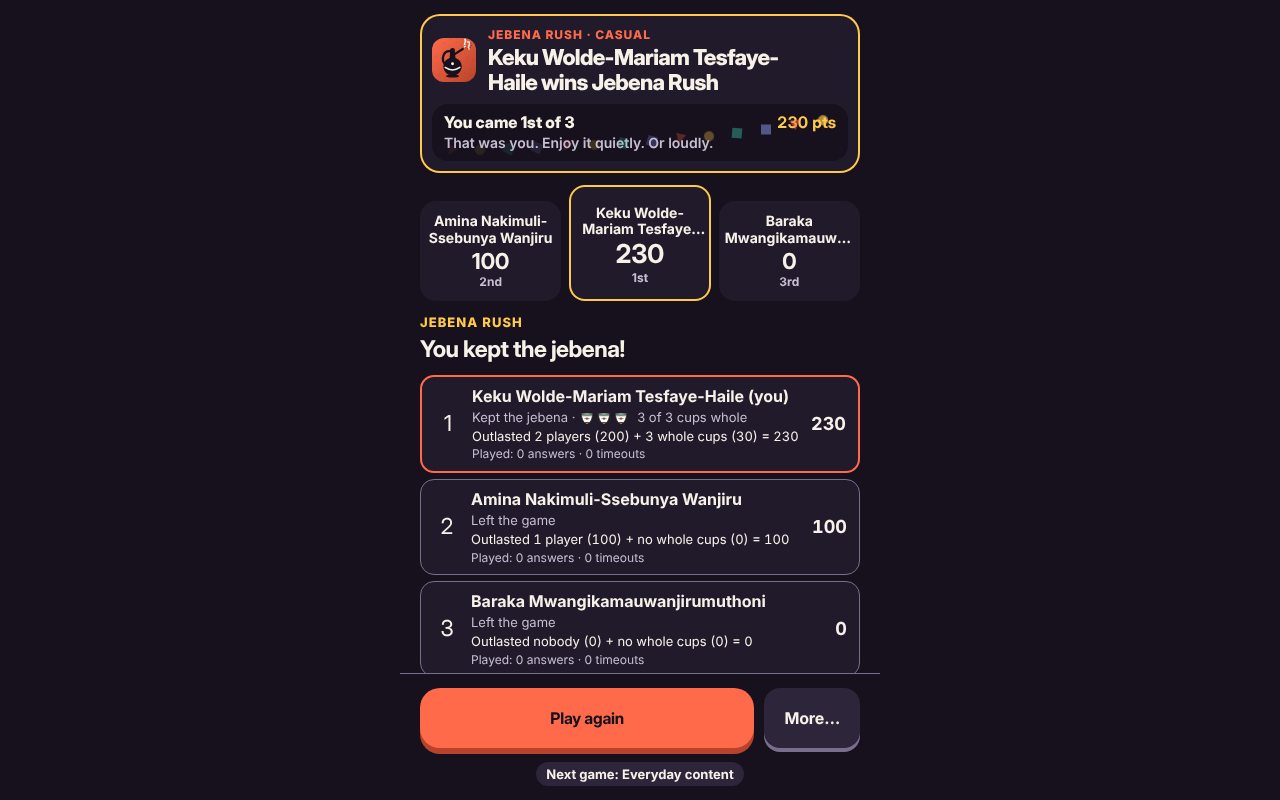 JEBENA RUSH · CASUAL
Keku Wolde-Mariam Tesfaye-
Haile wins Jebena Rush
You came 1st of 3
230 pts
That was you. Enjoy it quietly. Or loudly.
Amina Nakimuli-
Ssebunya Wanjiru
100
2nd
Keku Wolde-
Mariam Tesfaye...
230
1st
Baraka
Mwangikamauw...
0
3rd
JEBENA RUSH
You kept the jebena!
1
Keku Wolde-Mariam Tesfaye-Haile (you)
Kept the jebena · 3 of 3 cups whole
Outlasted 2 players (200) + 3 whole cups (30) = 230
Played: 0 answers · 0 timeouts
230
2
Amina Nakimuli-Ssebunya Wanjiru
Left the game
Outlasted 1 player (100) + no whole cups (0) = 100
Played: 0 answers · 0 timeouts
100
3
Baraka Mwangikamauwanjirumuthoni
Left the game
Outlasted nobody (0) + no whole cups (0) = 0
Played: 0 answers · 0 timeouts
0
Play again
More...
Next game: Everyday content